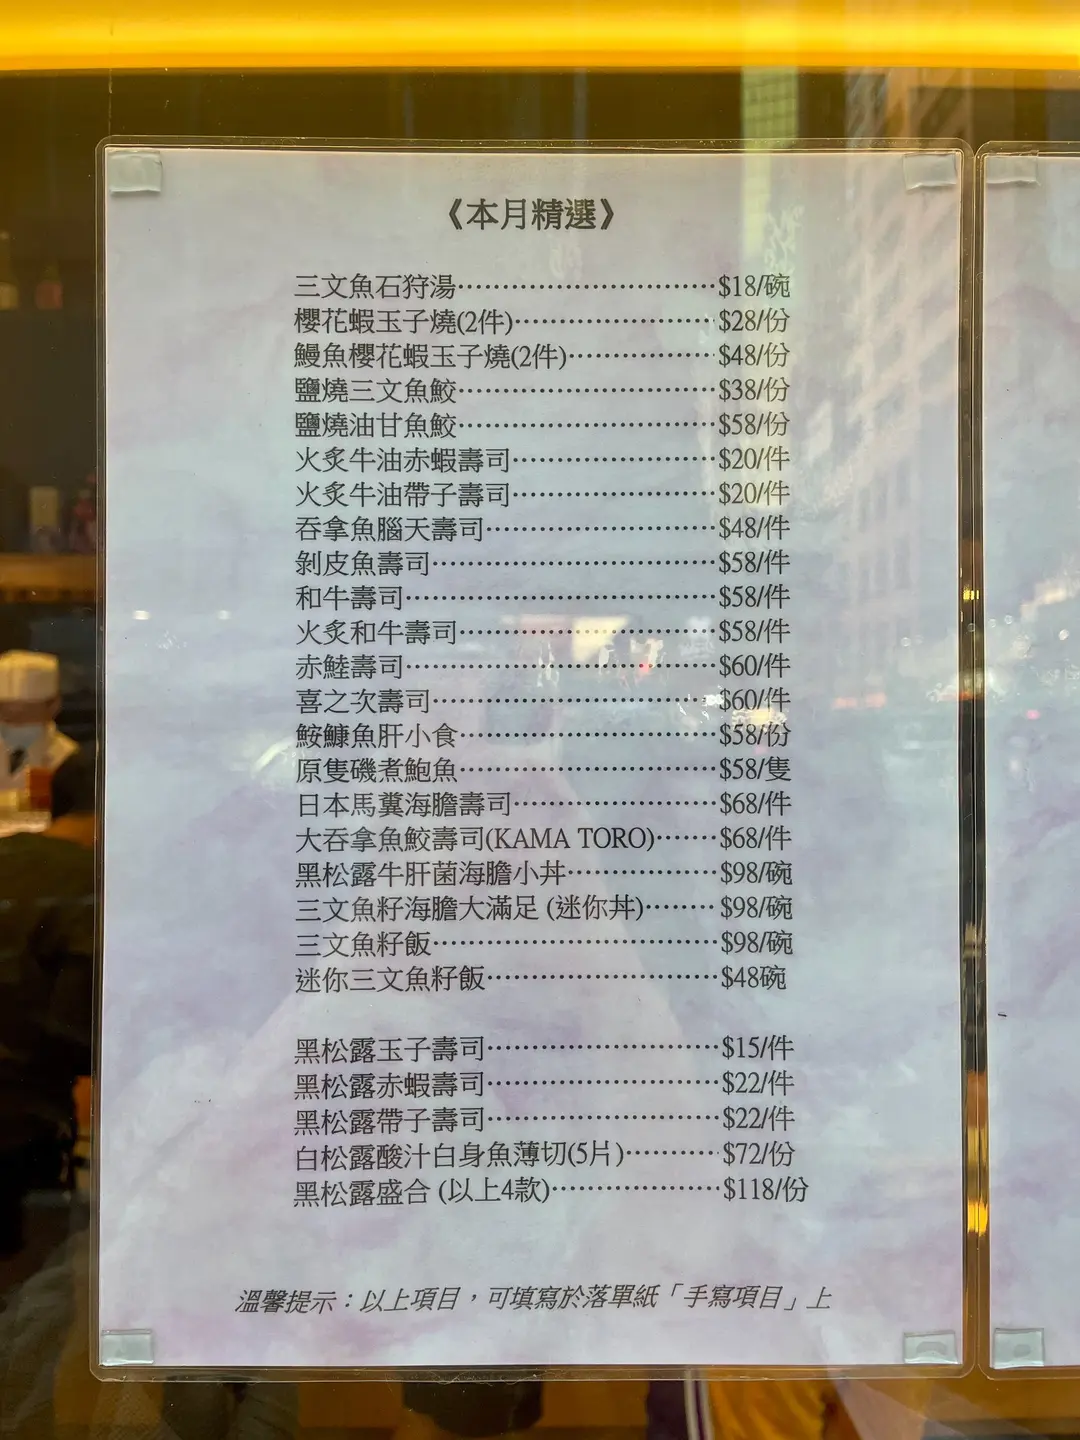 《本月精選》
三文魚石狩湯⋯⋯⋯⋯⋯⋯⋯⋯⋯$18/碗
櫻花蝦玉子燒(2件)⋯⋯⋯⋯⋯⋯⋯$28/份
鰻魚櫻花蝦玉子燒(2件)⋯⋯⋯⋯⋯$48/份
鹽燒三文魚鮫⋯⋯⋯⋯⋯⋯⋯⋯⋯$38/份
鹽燒油甘魚鮫⋯⋯⋯⋯⋯⋯⋯⋯⋯$58/份
火炙牛油赤蝦壽司⋯⋯⋯⋯⋯⋯⋯$20/件
火炙牛油帶子壽司⋯⋯⋯⋯⋯⋯⋯$20/件
吞拿魚腦天壽司⋯⋯⋯⋯⋯⋯⋯⋯$48/件
剝皮魚壽司⋯⋯⋯⋯⋯⋯⋯⋯⋯⋯$58/件
和牛壽司⋯⋯⋯⋯⋯⋯⋯⋯⋯⋯⋯$58/件
火炙和牛壽司⋯⋯⋯⋯⋯⋯⋯⋯⋯$58/件
赤鯥壽司⋯⋯⋯⋯⋯⋯⋯⋯⋯⋯⋯$60/件
喜之次壽司⋯⋯⋯⋯⋯⋯⋯⋯⋯⋯$60/件
鮟鱇魚肝小食⋯⋯⋯⋯⋯⋯⋯⋯⋯$58/份
原隻磯煮鮑魚⋯⋯⋯⋯⋯⋯⋯⋯⋯$58/隻
日本馬糞海膽壽司⋯⋯⋯⋯⋯⋯⋯$68/件
大吞拿魚鮫壽司(KAMA TORO)⋯⋯$68/件
黑松露牛肝菌海膽小丼⋯⋯⋯⋯⋯$98/碗
三文魚籽海膽大滿足 (迷你丼)⋯⋯⋯$98/碗
三文魚籽飯⋯⋯⋯⋯⋯⋯⋯⋯⋯⋯$98/碗
迷你三文魚籽飯⋯⋯⋯⋯⋯⋯⋯⋯$48碗
黑松露玉子壽司⋯⋯⋯⋯⋯⋯⋯⋯$15/件
黑松露赤蝦壽司⋯⋯⋯⋯⋯⋯⋯⋯$22/件
黑松露帶子壽司⋯⋯⋯⋯⋯⋯⋯⋯$22/件
白松露酸汁白身魚薄切(5片)⋯⋯⋯$72/份
黑松露盛合 (以上4款)⋯⋯⋯⋯⋯⋯$118/份
溫馨提示：以上項目，可填寫於落單紙「手寫項目」上